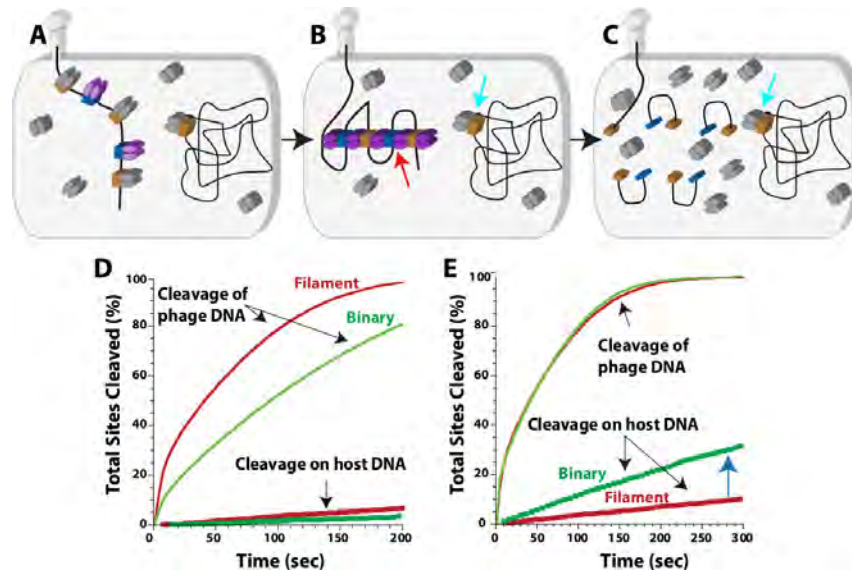 A
B
C
D
Total Sites Cleaved (%)
100
80
60
40
20
0
Cleavage of
phage DNA
Filament
Binary
Cleavage on host DNA
0
50
100
150
200
Time (sec)
E
Total Sites Cleaved (%)
100
80
60
40
20
0
Cleavage of
phage DNA
Cleavage on host DNA
Binary
Filament
0
50
100
150
200
250
300
Time (sec)